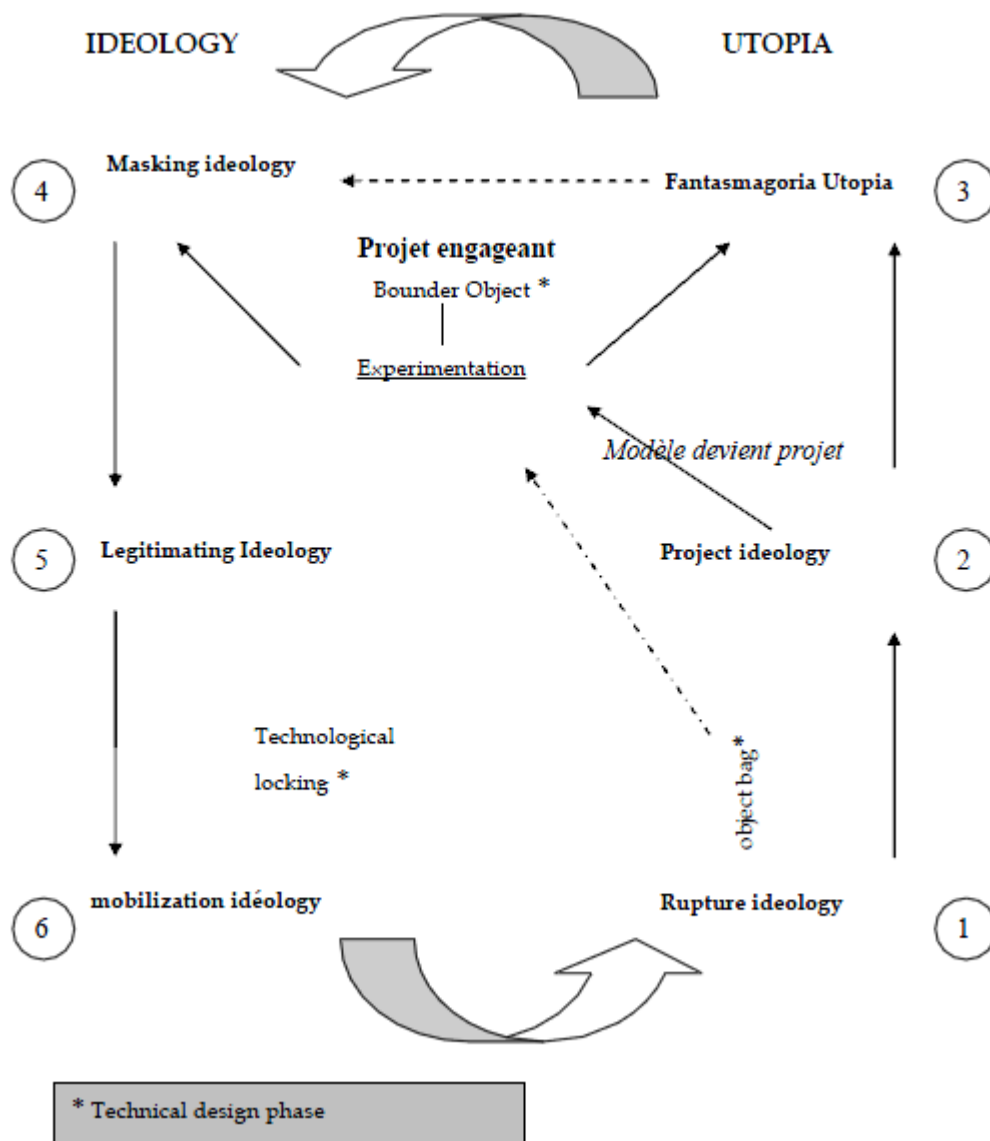 IDEOLOGY
UTOPIA
Masking ideology
4
Fantasmagoria Utopia
3
Projet engageant
Bounder Object *
Experimentation
Modèle devient projet
5
Legitimating Ideology
Project ideology
2
Technological
locking *
object bag*
mobilization idéology
6
Rupture ideology
1
* Technical design phase